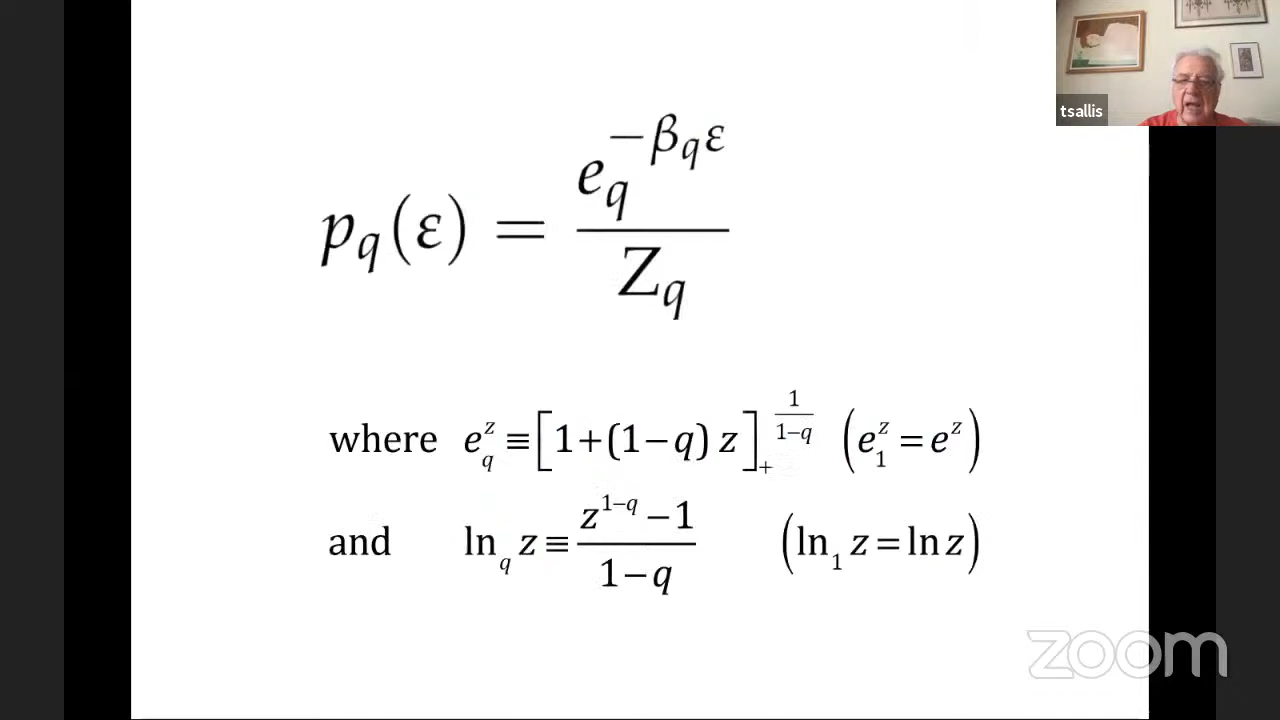 tsallis
p_q(ε) = e_q^{−β_q ε} / Z_q
where e_q^z ≡ [1+(1−q) z]_+^{1/(1−q)} (e_1^z = e^z)
and ln_q z ≡ (z^{1−q} −1)/(1−q) (ln_1 z = ln z)
zoom